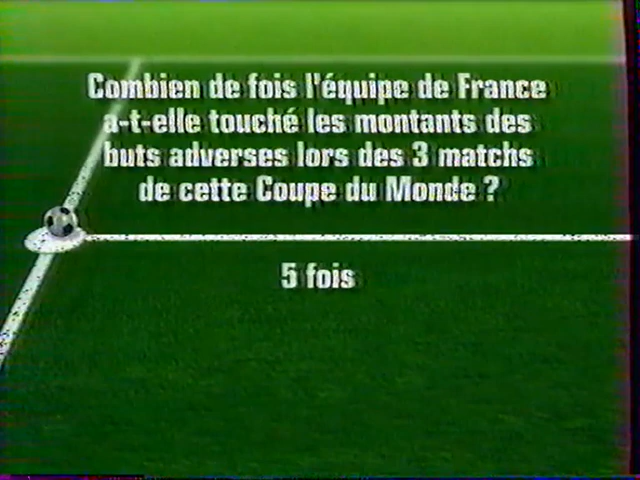 Combien de fois l'équipe de France
a-t-elle touché les montants des
buts adverses lors des 3 matchs
de cette Coupe du Monde ?
5 fois